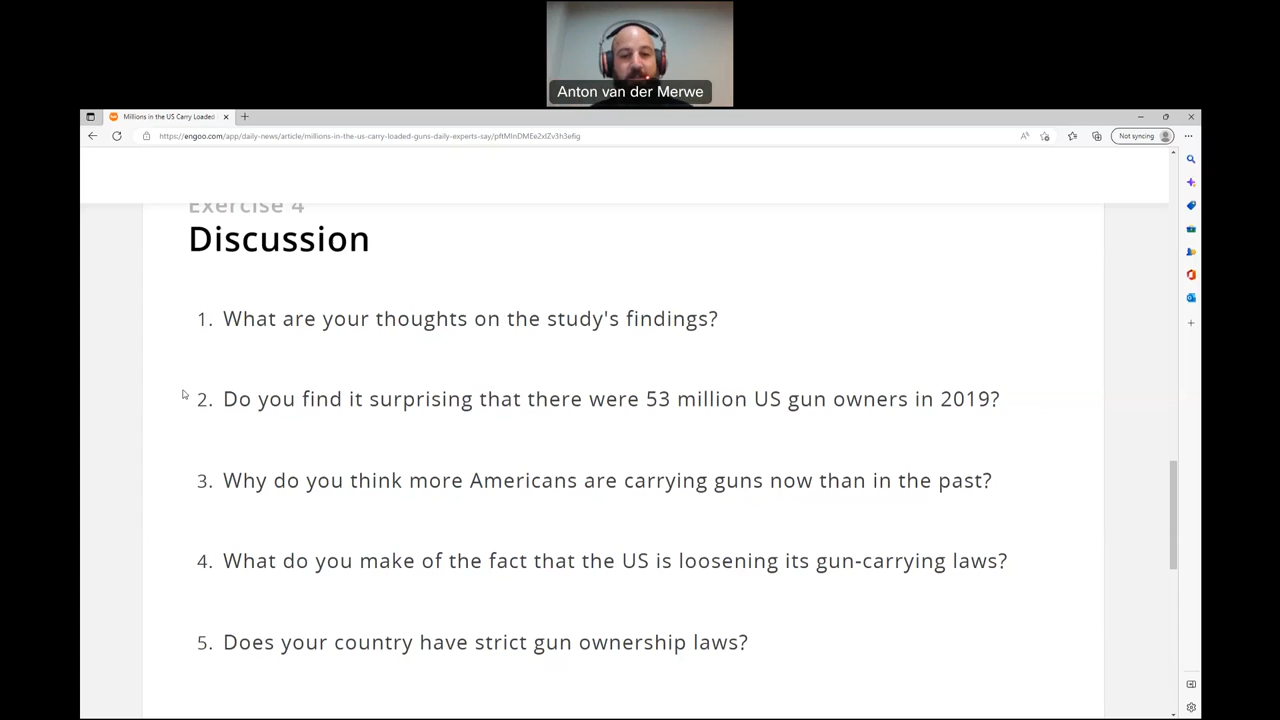 Anton van der Merwe
Millions in the US Carry Loaded
https://engoo.com/app/daily-news/article/millions-in-the-us-carry-loaded-guns-daily-experts-say/
Not syncing
Exercise 4
Discussion
1. What are your thoughts on the study's findings?
2. Do you find it surprising that there were 53 million US gun owners in 2019?
3. Why do you think more Americans are carrying guns now than in the past?
4. What do you make of the fact that the US is loosening its gun-carrying laws?
5. Does your country have strict gun ownership laws?